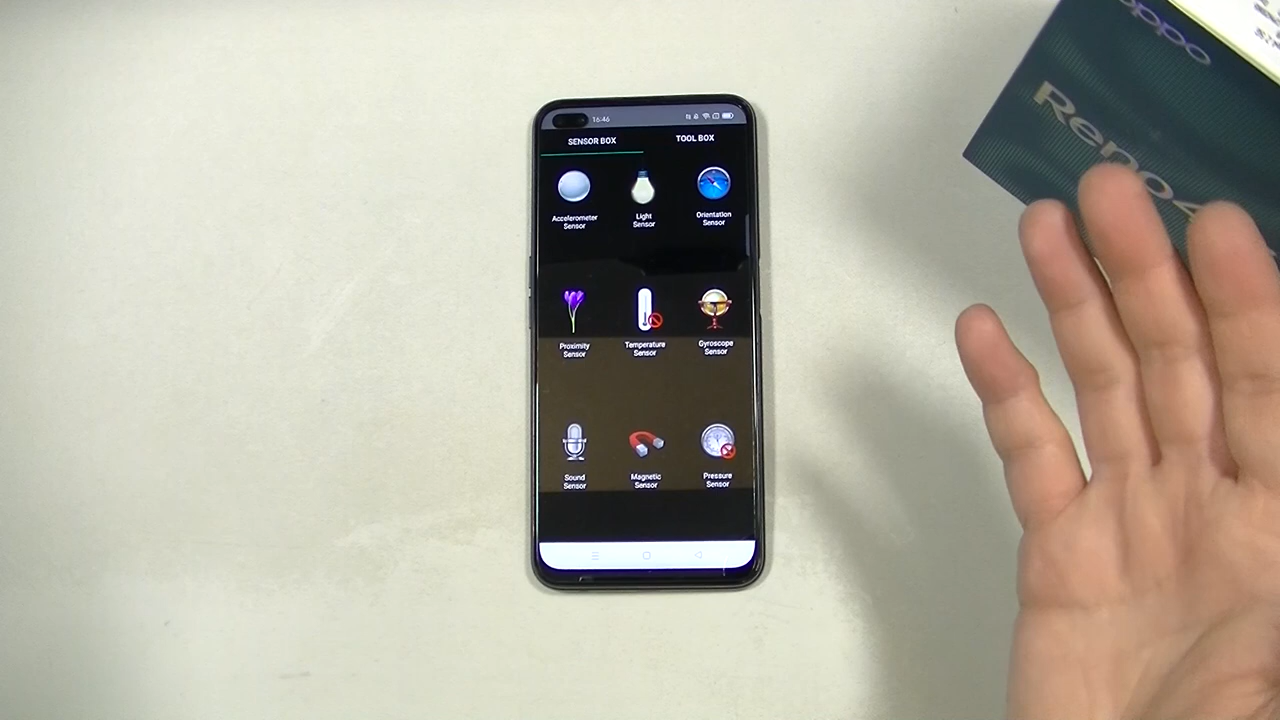 oppo
Reno4
16:46
SENSOR BOX
TOOL BOX
Accelerometer
Sensor
Light
Sensor
Orientation
Sensor
Proximity
Sensor
Temperature
Sensor
Gyroscope
Sensor
Sound
Sensor
Magnetic
Sensor
Pressure
Sensor